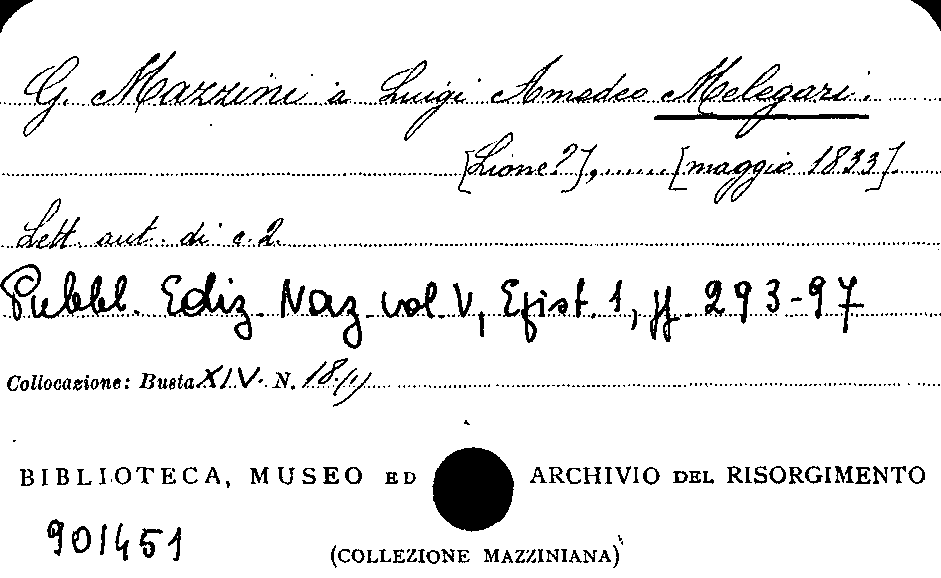 G. Mazzini a Luigi Amedeo Melegari.
[Lione?],......[maggio 1833].
Lett. aut. di c. 2.
Pubbl. Ediz. Naz. vol. V, Epist. 1, pp. 293-97
Collocazione: Busta XIV. N. 18(1)
BIBLIOTECA, MUSEO ED ARCHIVIO DEL RISORGIMENTO
901451
(COLLEZIONE MAZZINIANA)